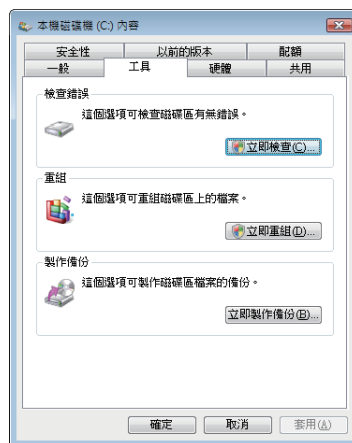 本機磁碟機 (C:) 內容
安全性 以前的版本 配額
一般 工具 硬體 共用
檢查錯誤
這個選項可檢查磁碟區有無錯誤。
立即檢查(C)...
重組
這個選項可重組磁碟區上的檔案。
立即重組(D)...
製作備份
這個選項可製作磁碟區檔案的備份。
立即製作備份(B)...
確定 取消 套用(A)